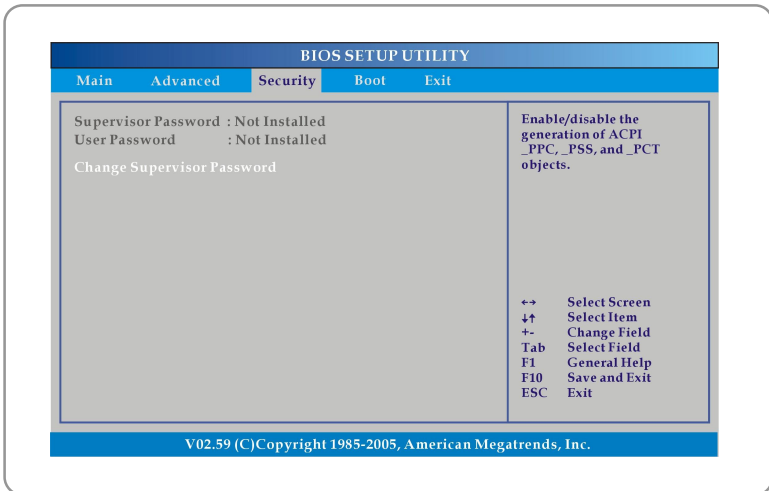 BIOS SETUP UTILITY
Main Advanced Security Boot Exit
Supervisor Password : Not Installed
User Password : Not Installed
Change Supervisor Password
Enable/disable the
generation of ACPI
_PPC, _PSS, and _PCT
objects.
←→ Select Screen
↓↑ Select Item
+- Change Field
Tab Select Field
F1 General Help
F10 Save and Exit
ESC Exit
V02.59 (C)Copyright 1985-2005, American Megatrends, Inc.